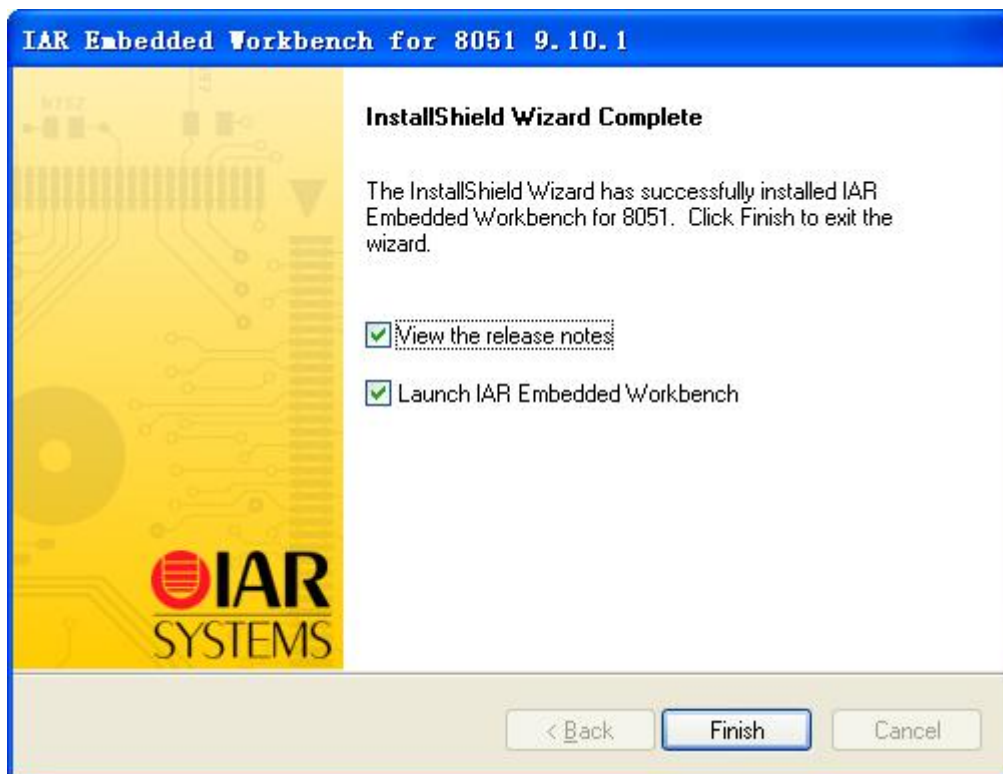 IAR Embedded Workbench for 8051 9.10.1
InstallShield Wizard Complete
The InstallShield Wizard has successfully installed IAR
Embedded Workbench for 8051. Click Finish to exit the
wizard.
View the release notes
Launch IAR Embedded Workbench
IAR
SYSTEMS
< Back
Finish
Cancel